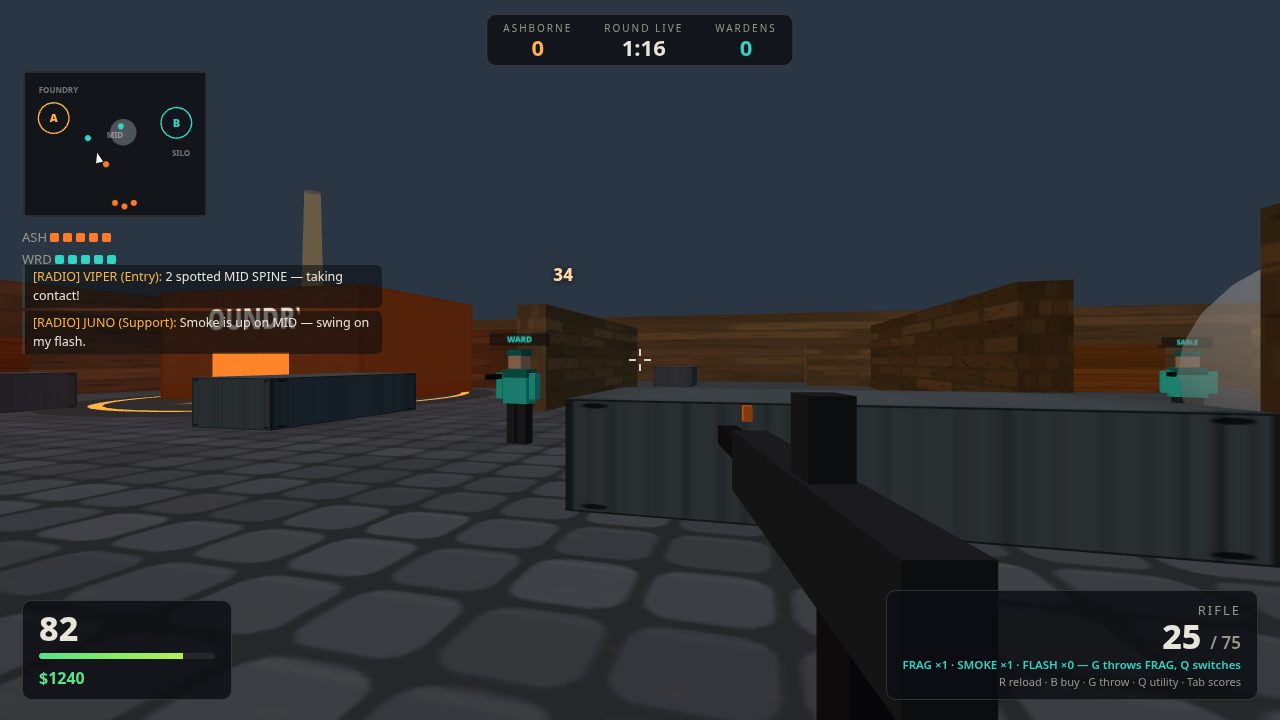 ASHBORNE
0
ROUND LIVE
1:16
WARDENS
0
FOUNDRY
A
MID
B
SILO
ASH
WRD
[RADIO] VIPER (Entry): 2 spotted MID SPINE — taking
contact!
[RADIO] JUNO (Support): Smoke is up on MID — swing on
my flash.
34
WARD
SABLE
82
$1240
RIFLE
25 / 75
FRAG ×1 · SMOKE ×1 · FLASH ×0 — G throws FRAG, Q switches
R reload · B buy · G throw · Q utility · Tab scores